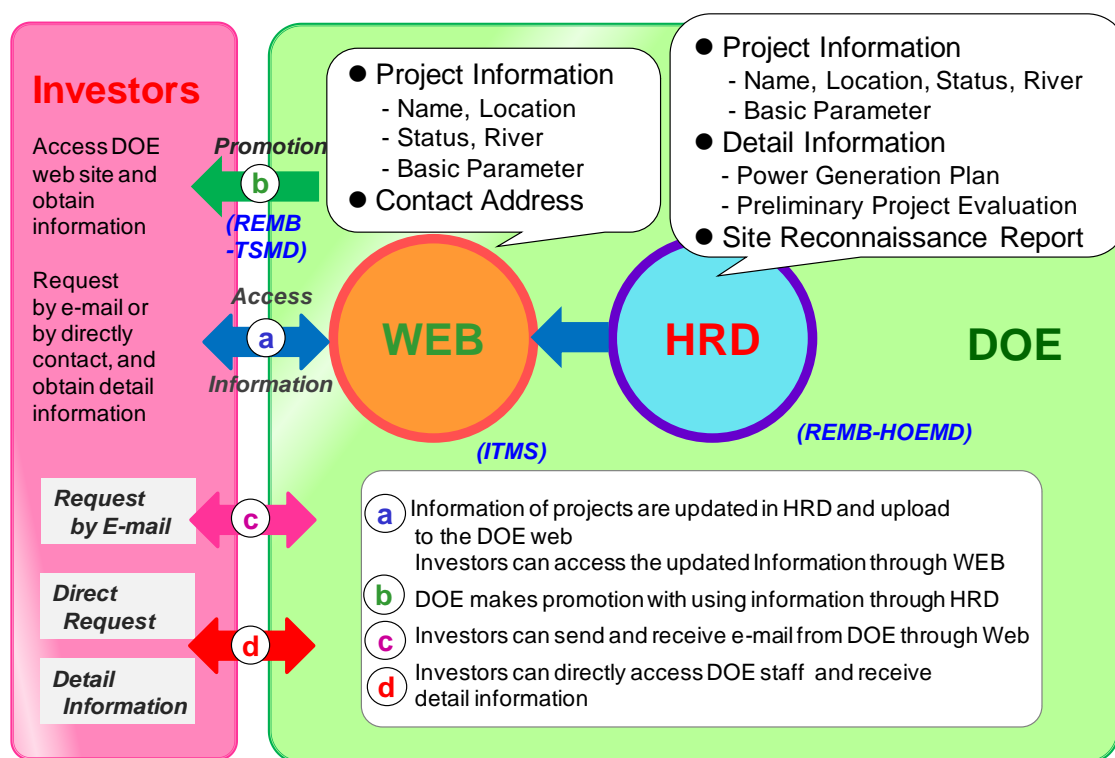 Investors
Access DOE
web site and
obtain
information
Request
by e-mail or
by directly
contact, and
obtain detail
information
Promotion
b
(REMB
-TSMD)
Access
a
Information
● Project Information
- Name, Location
- Status, River
- Basic Parameter
● Contact Address
● Project Information
- Name, Location, Status, River
- Basic Parameter
● Detail Information
- Power Generation Plan
- Preliminary Project Evaluation
● Site Reconnaissance Report
WEB
HRD
DOE
(ITMS)
(REMB-HOEMD)
Request
by E-mail
c
Direct
Request
d
Detail
Information
a Information of projects are updated in HRD and upload
to the DOE web
Investors can access the updated Information through WEB
b DOE makes promotion with using information through HRD
c Investors can send and receive e-mail from DOE through Web
d Investors can directly access DOE staff and receive
detail information